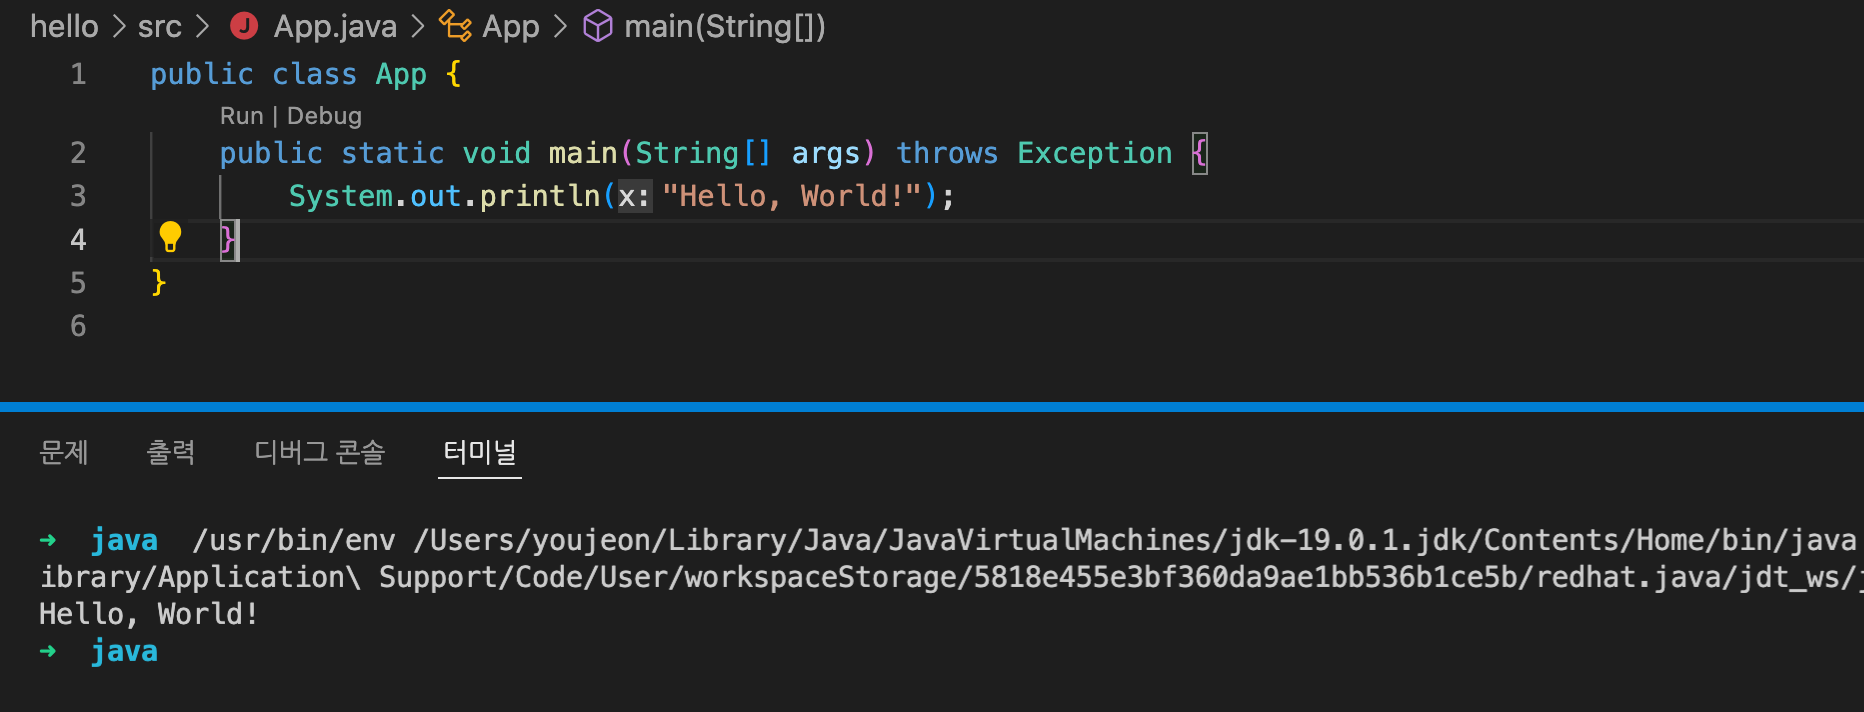 hello > src > J App.java > App > main(String[])
1 public class App {
Run | Debug
2 public static void main(String[] args) throws Exception {
3 System.out.println(x: "Hello, World!");
4 }
5 }
6
문제 출력 디버그 콘솔 터미널
→ java /usr/bin/env /Users/youjeon/Library/Java/JavaVirtualMachines/jdk-19.0.1.jdk/Contents/Home/bin/java
ibrary/Application\ Support/Code/User/workspaceStorage/5818e455e3bf360da9ae1bb536b1ce5b/redhat.java/jdt_ws/j
Hello, World!
→ java